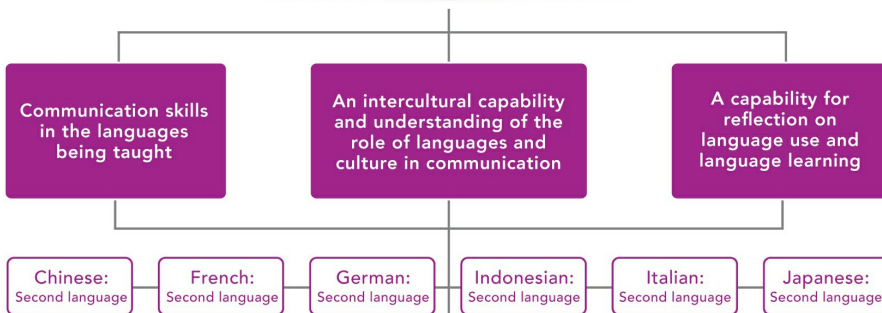 Communication skills
in the languages
being taught
An intercultural capability
and understanding of the
role of languages and
culture in communication
A capability for
reflection on
language use and
language learning
Chinese:
Second language
French:
Second language
German:
Second language
Indonesian:
Second language
Italian:
Second language
Japanese:
Second language